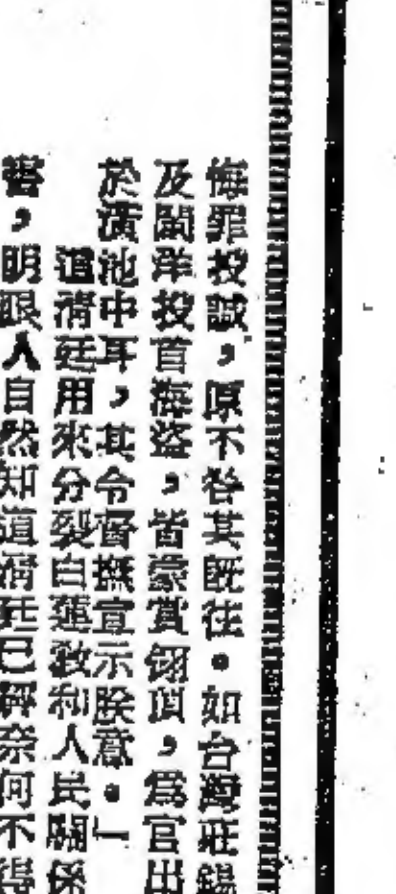 悔罪投誠，原不咎其既往。如台灣莊錫
及閩洋投首海盜，皆蒙賞翎頂，為官出
於潢池中耳，其令督撫宣示朕意。」
這清廷用來分裂白蓮教和人民關係
書，明眼人自然知道清廷已經奈何不得